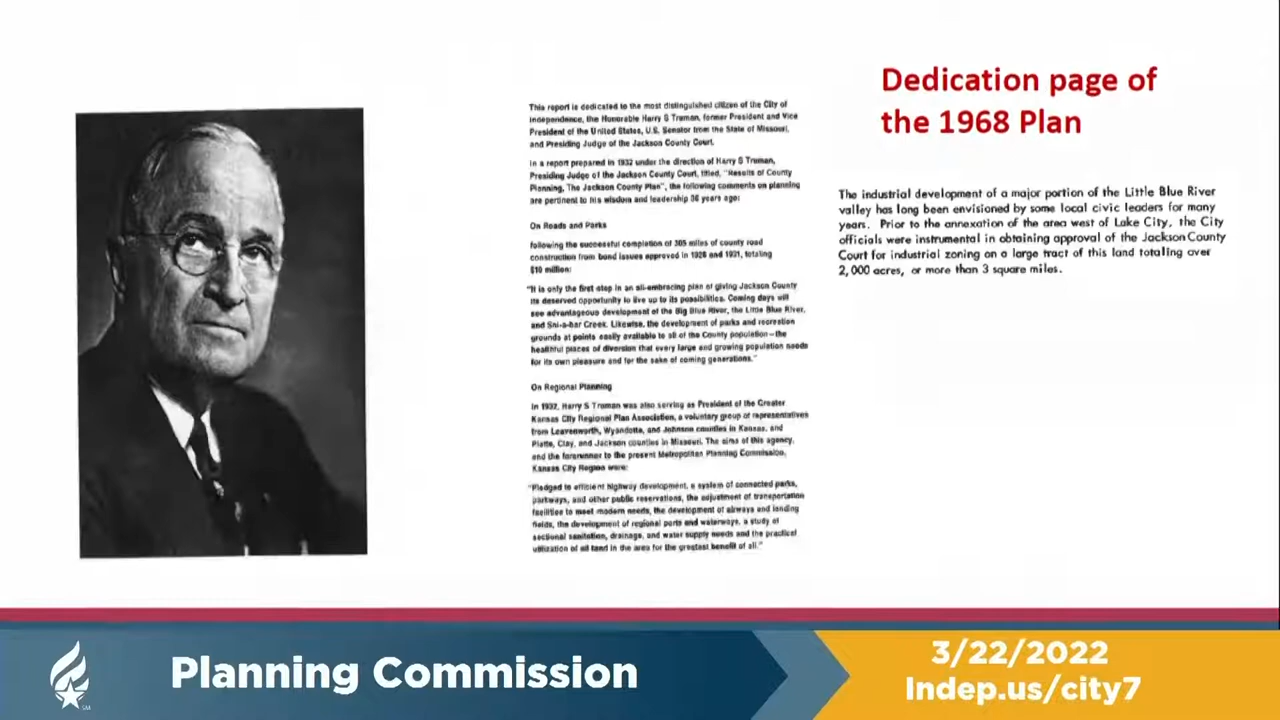 Dedication page of
the 1968 Plan
This report is dedicated to the most distinguished citizen of the City of
Independence, the Honorable Harry S Truman, former President and Vice
President of the United States, U.S. Senator from the State of Missouri,
and Presiding Judge of the Jackson County Court.
In a report prepared in 1932 under the direction of Harry S Truman,
Presiding Judge of the Jackson County Court, titled, "Results of County
Planning, The Jackson County Plan", the following comments on planning
are pertinent to his wisdom and leadership 36 years ago:
On Roads and Parks
following the successful completion of 305 miles of county road
construction from bond issues approved in 1928 and 1931, totaling
$10 million:
"It is only the first step in an all-embracing plan of giving Jackson County
its deserved opportunity to live up to its possibilities. Coming days will
see advantageous development of the Big Blue River, the Little Blue River,
and Sni-a-bar Creek. Likewise, the development of parks and recreation
grounds at points easily available to all of the County population—the
healthful places of diversion that every large and growing population needs
for its own pleasure and for the sake of coming generations."
On Regional Planning
In 1932, Harry S Truman was also serving as President of the Greater
Kansas City Regional Plan Association, a voluntary group of representatives
from Leavenworth, Wyandotte, and Johnson counties in Kansas, and
Platte, Clay, and Jackson counties in Missouri. The aims of this agency,
and the forerunner to the present Metropolitan Planning Commission,
Kansas City Region were:
"Pledged to efficient highway development, a system of connected parks,
parkways, and other public reservations, the adjustment of transportation
facilities to meet modern needs, the development of airways and landing
fields, the development of regional ports and waterways, a study of
sectional sanitation, drainage, and water supply needs and the practical
utilization of all land in the area for the greatest benefit of all."
The industrial development of a major portion of the Little Blue River
valley has long been envisioned by some local civic leaders for many
years. Prior to the annexation of the area west of Lake City, the City
officials were instrumental in obtaining approval of the Jackson County
Court for industrial zoning on a large tract of this land totaling over
2,000 acres, or more than 3 square miles.
Planning Commission
3/22/2022
Indep.us/city7